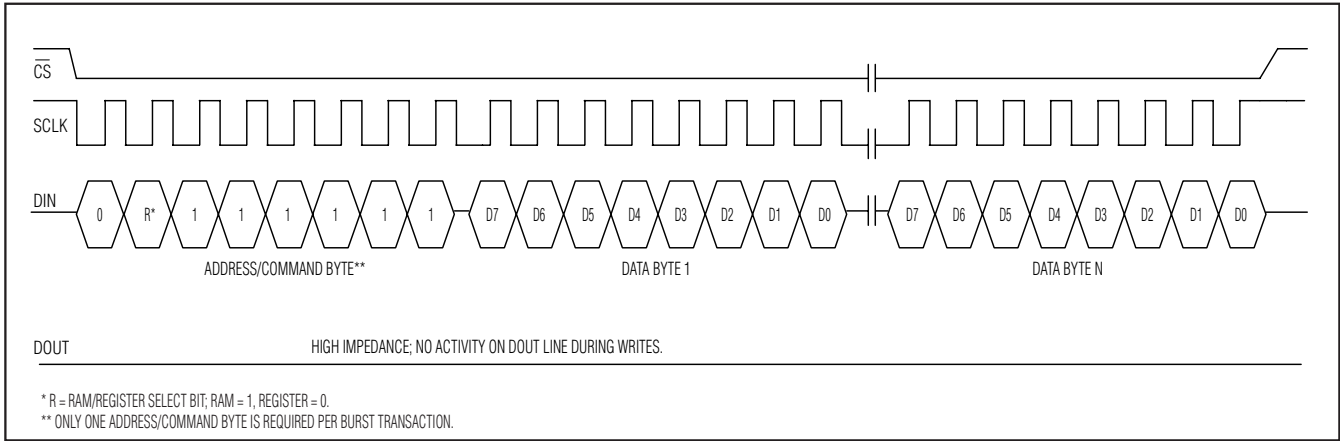 CS
SCLK
DIN
0 R* 1 1 1 1 1 1 D7 D6 D5 D4 D3 D2 D1 D0 D7 D6 D5 D4 D3 D2 D1 D0
ADDRESS/COMMAND BYTE** DATA BYTE 1 DATA BYTE N
DOUT HIGH IMPEDANCE; NO ACTIVITY ON DOUT LINE DURING WRITES.
* R = RAM/REGISTER SELECT BIT; RAM = 1, REGISTER = 0.
** ONLY ONE ADDRESS/COMMAND BYTE IS REQUIRED PER BURST TRANSACTION.